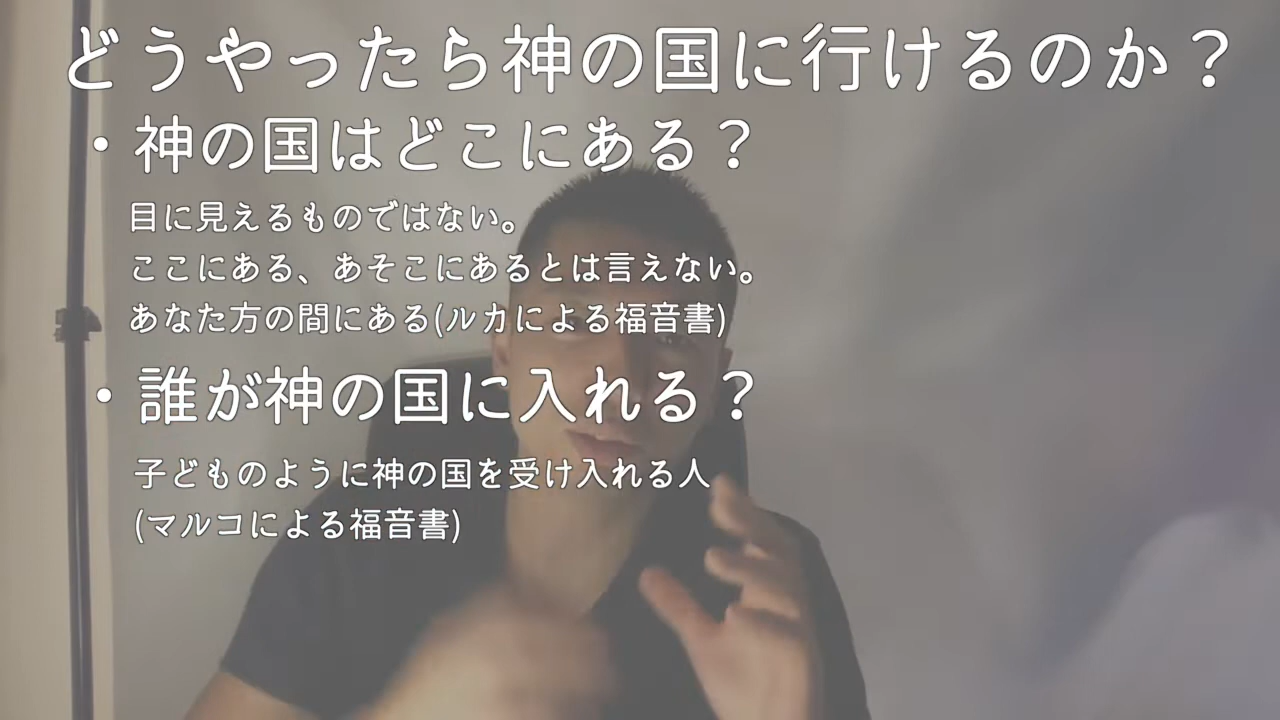 どうやったら神の国に行けるのか？
・神の国はどこにある？
目に見えるものではない。
ここにある、あそこにあるとは言えない。
あなた方の間にある(ルカによる福音書)
・誰が神の国に入れる？
子どものように神の国を受け入れる人
(マルコによる福音書)